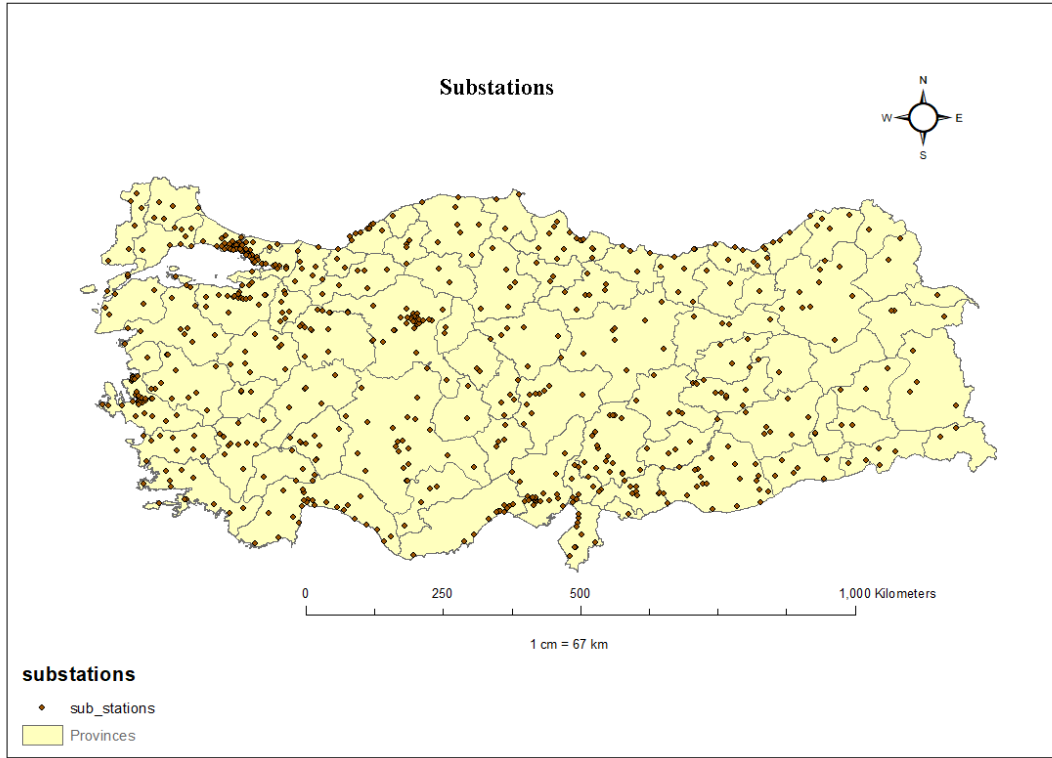 Substations
N
W E
S
0 250 500 1,000 Kilometers
1 cm = 67 km
substations
sub_stations
Provinces